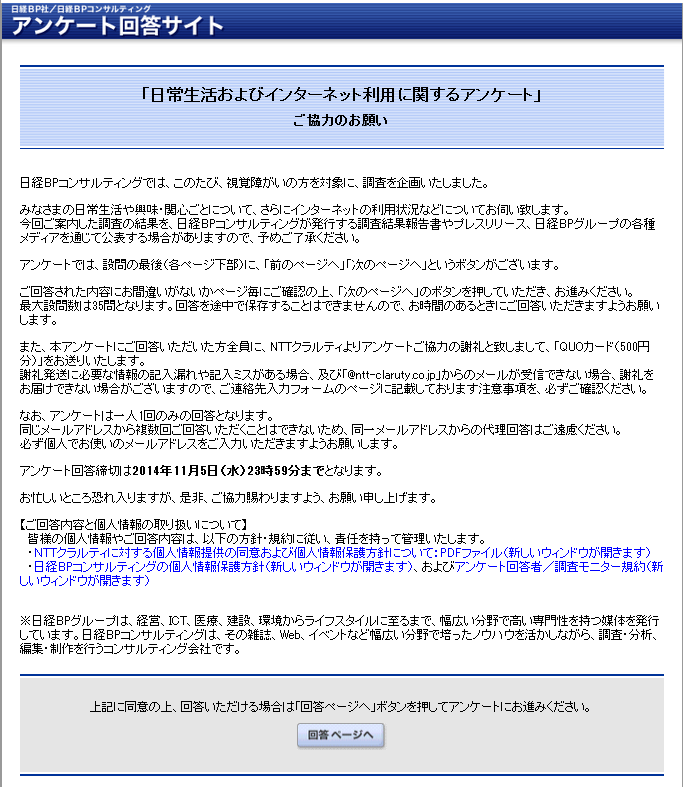 日経BP社／日経BPコンサルティング
アンケート回答サイト
「日常生活およびインターネット利用に関するアンケート」
ご協力のお願い
日経BPコンサルティングでは、このたび、視覚障がいの方を対象に、調査を企画いたしました。
みなさまの日常生活や興味・関心ごとについて、さらにインターネットの利用状況などについてお伺い致します。
今回ご案内した調査の結果を、日経BPコンサルティングが発行する調査結果報告書やプレスリリース、日経BPグループの各種
メディアを通じて公表する場合がありますので、予めご了承ください。
アンケートでは、設問の最後（各ページ下部）に、「前のページへ」「次のページへ」というボタンがございます。
ご回答された内容にお間違いがないかページ毎にご確認の上、「次のページへ」のボタンを押していただき、お進みください。
最大設問数は35問となります。回答を途中で保存することはできませんので、お時間のあるときにご回答いただきますようお願い
します。
また、本アンケートにご回答いただいた方全員に、NTTクラルティよりアンケートご協力の謝礼と致しまして、「QUOカード（500円
分）」をお送りいたします。
謝礼発送に必要な情報の記入漏れや記入ミスがある場合、及び「@ntt-claruty.co.jp」からのメールが受信できない場合、謝礼を
お届けできない場合がございますので、ご連絡先入力フォームのページに記載しております注意事項を、必ずご確認ください。
なお、アンケートは一人1回のみの回答となります。
同じメールアドレスから複数回ご回答いただくことはできないため、同一メールアドレスからの代理回答はご遠慮ください。
必ず個人でお使いのメールアドレスをご入力いただきますようお願いします。
アンケート回答締切は2014年11月5日（水）23時59分までとなります。
お忙しいところ恐れ入りますが、是非、ご協力賜わりますよう、お願い申し上げます。
【ご回答内容と個人情報の取り扱いについて】
皆様の個人情報やご回答内容は、以下の方針・規約に従い、責任を持って管理いたします。
・NTTクラルティに対する個人情報提供の同意および個人情報保護方針について：PDFファイル（新しいウィンドウが開きます）
・日経BPコンサルティングの個人情報保護方針（新しいウィンドウが開きます）、およびアンケート回答者／調査モニター規約（新
しいウィンドウが開きます）
※日経BPグループは、経営、ICT、医療、建設、環境からライフスタイルに至るまで、幅広い分野で高い専門性を持つ媒体を発行
しています。日経BPコンサルティングは、その雑誌、Web、イベントなど幅広い分野で培ったノウハウを活かしながら、調査・分析、
編集・制作を行うコンサルティング会社です。
上記に同意の上、回答いただける場合は「回答ページへ」ボタンを押してアンケートにお進みください。
回答ページへ